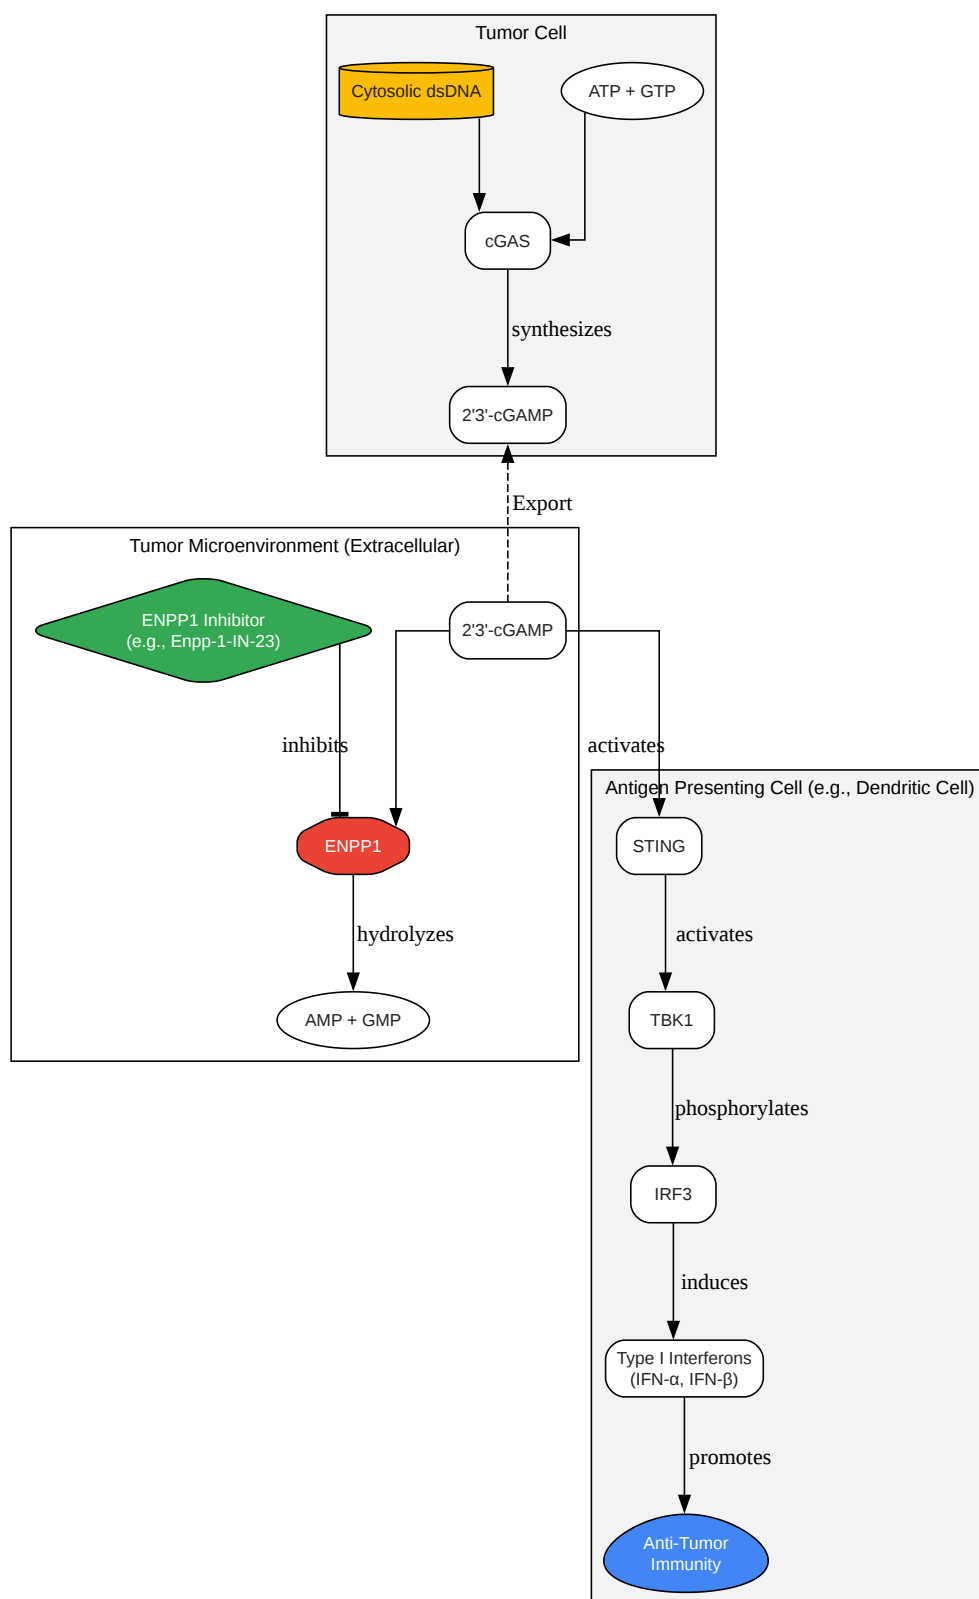 Tumor Cell
Cytosolic dsDNA
ATP + GTP
cGAS
synthesizes
2'3'-cGAMP
Export
Tumor Microenvironment (Extracellular)
ENPP1 Inhibitor
(e.g., Enpp-1-IN-23)
2'3'-cGAMP
inhibits
activates
Antigen Presenting Cell (e.g., Dendritic Cell)
ENPP1
STING
hydrolyzes
activates
AMP + GMP
TBK1
phosphorylates
IRF3
induces
Type I Interferons
(IFN-α, IFN-β)
promotes
Anti-Tumor
Immunity